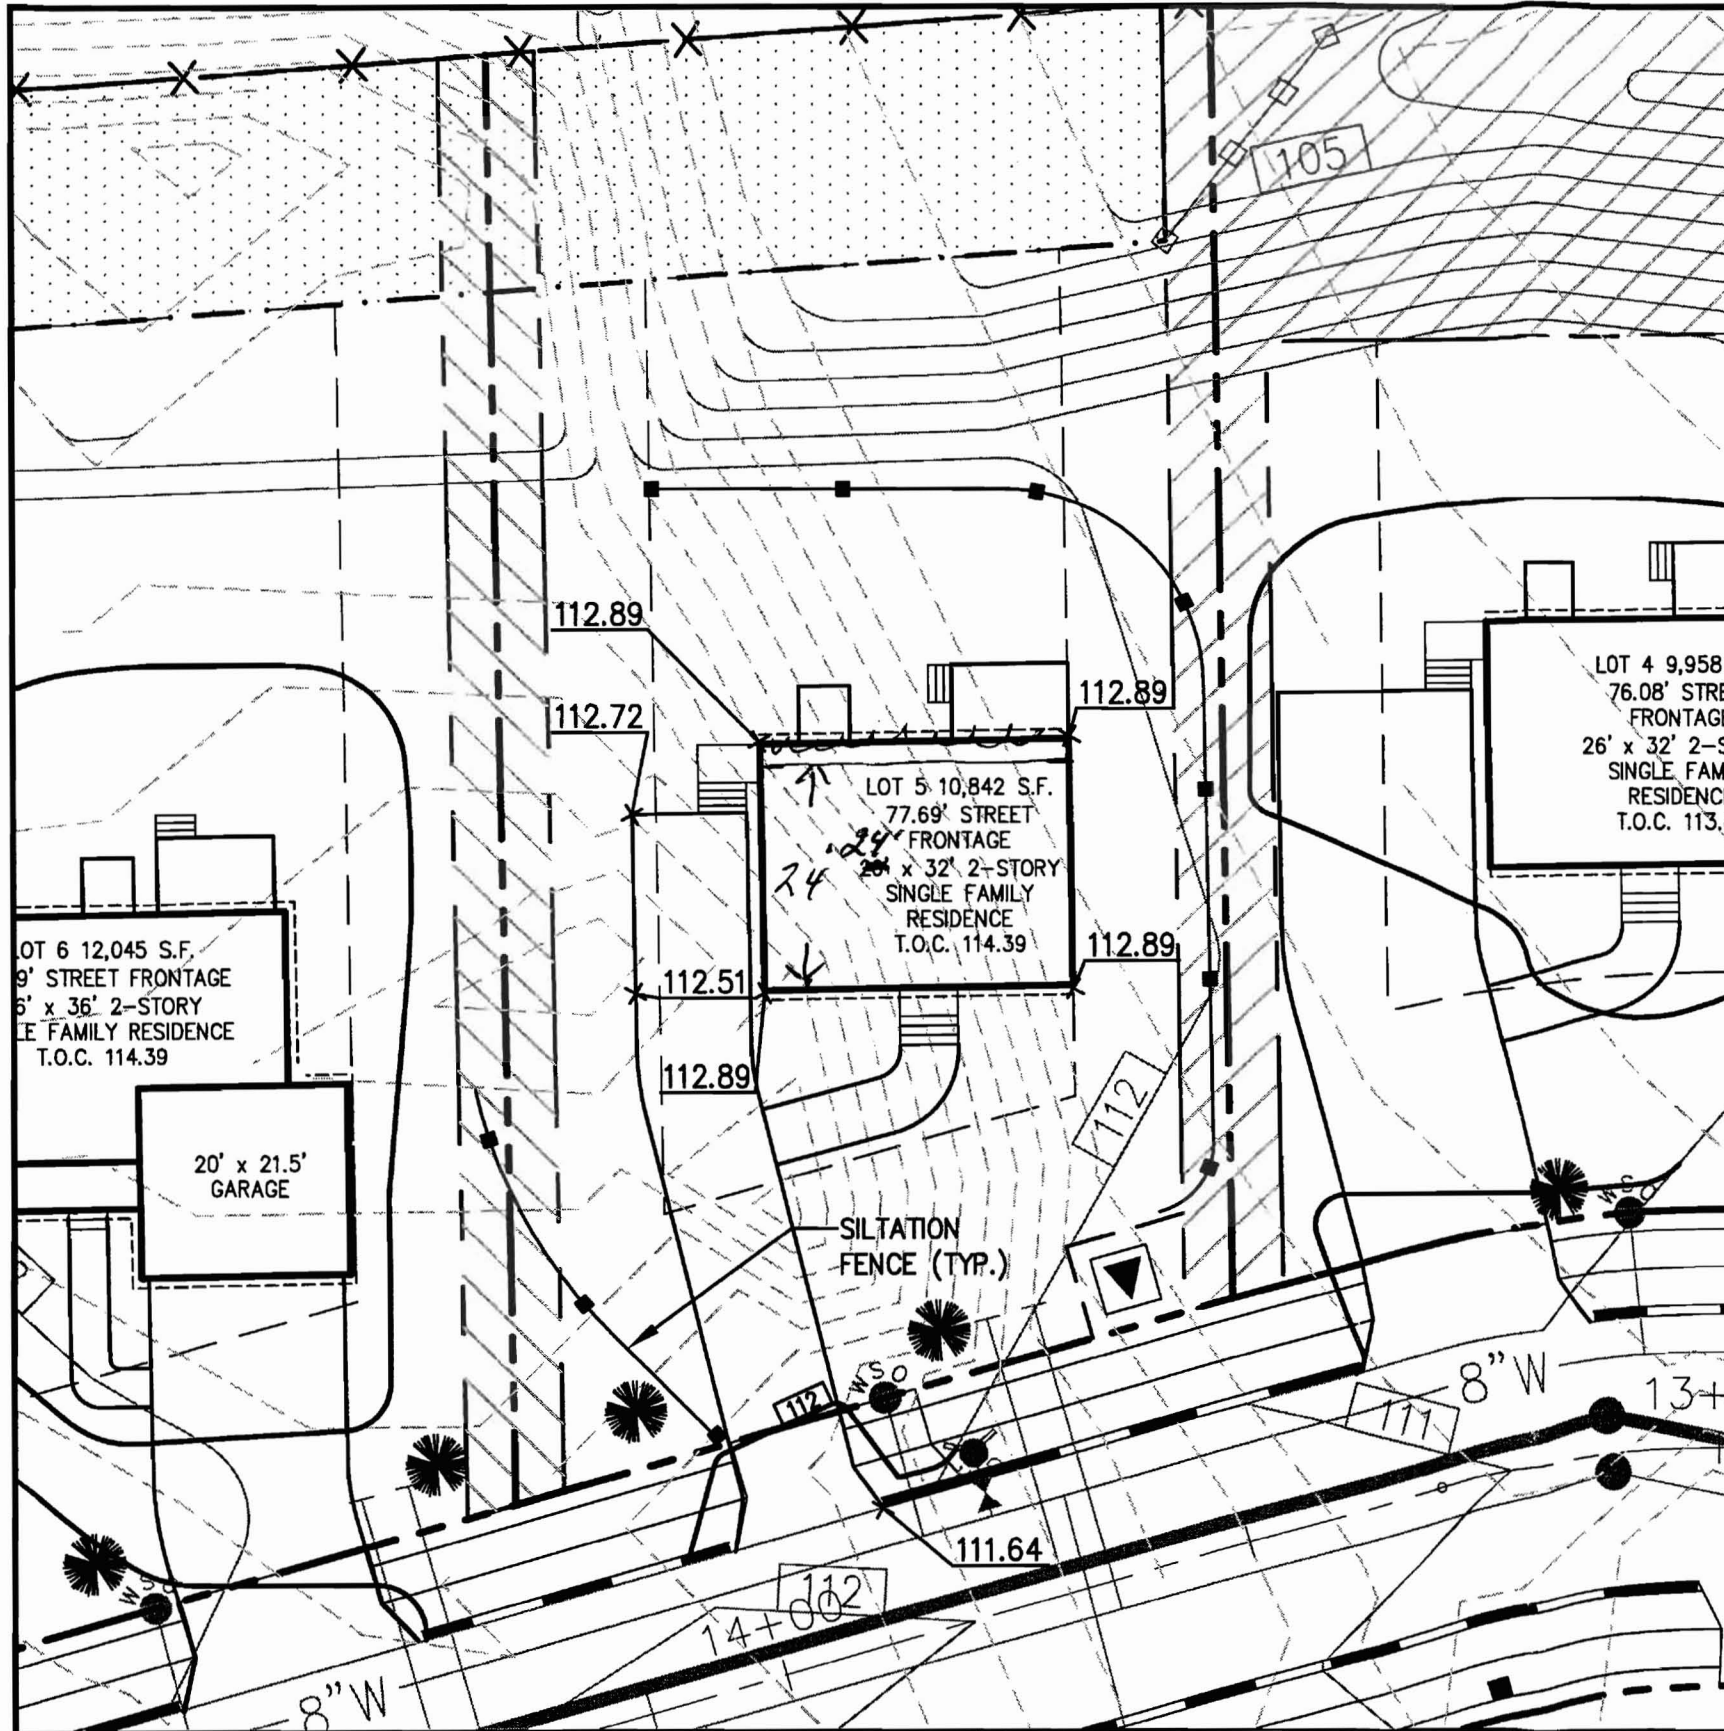 105
112.89
112.72
112.89
LOT 4 9,958
76.08' STRE
FRONTAGE
26' x 32' 2-S
SINGLE FAM
RESIDENC
T.O.C. 113.
LOT 5 10,842 S.F.
77.69' STREET
24' FRONTAGE
x 32' 2-STORY
24'
SINGLE FAMILY
RESIDENCE
T.O.C. 114.39
112.89
112.51
112.89
OT 6 12,045 S.F.
9' STREET FRONTAGE
6' x 36' 2-STORY
LE FAMILY RESIDENCE
T.O.C. 114.39
20' x 21.5'
GARAGE
112
SILTATION
FENCE (TYP.)
WSO
WSO
112
8"W
13+
111
111.64
112
14+00
WSO
8"W